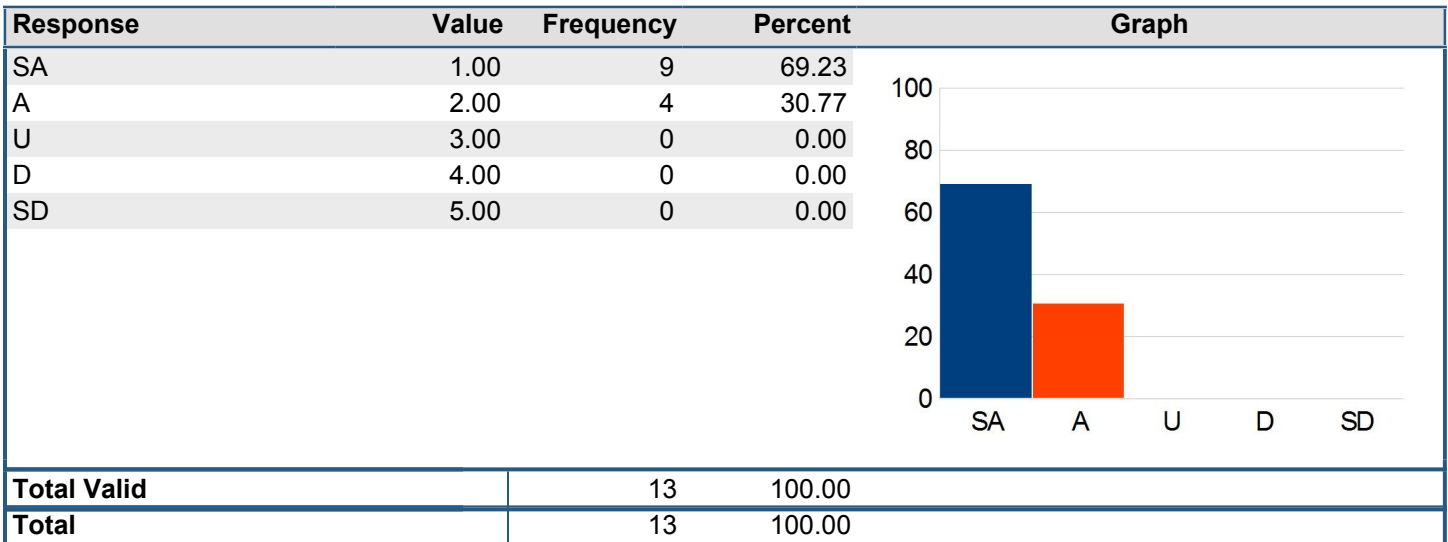 Response Value Frequency Percent Graph
SA 1.00 9 69.23
A 2.00 4 30.77
U 3.00 0 0.00
D 4.00 0 0.00
SD 5.00 0 0.00
100
80
60
40
20
0
SA A U D SD
Total Valid 13 100.00
Total 13 100.00